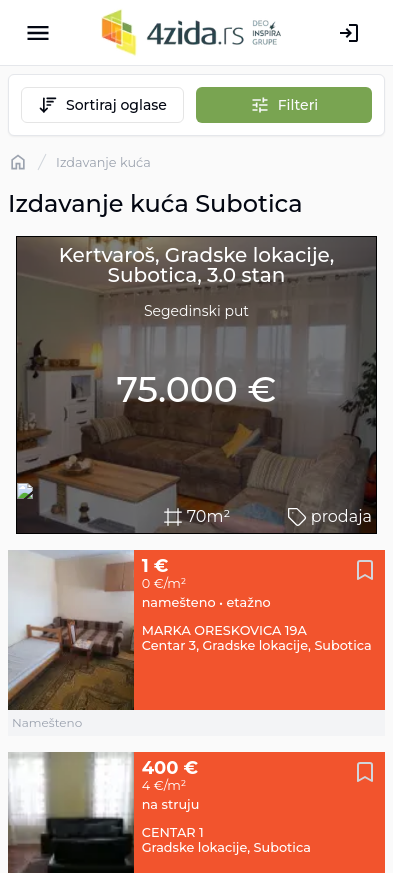 4zida.rs
DEO
INSPIRA
GRUPE
Sortiraj oglase
Filteri
Izdavanje kuća
Izdavanje kuća Subotica
Kertvaroš, Gradske lokacije,
Subotica, 3.0 stan
Segedinski put
75.000 €
70m²
prodaja
1 €
0 €/m²
namešteno • etažno
MARKA ORESKOVICA 19A
Centar 3, Gradske lokacije, Subotica
Namešteno
400 €
4 €/m²
na struju
CENTAR 1
Gradske lokacije, Subotica